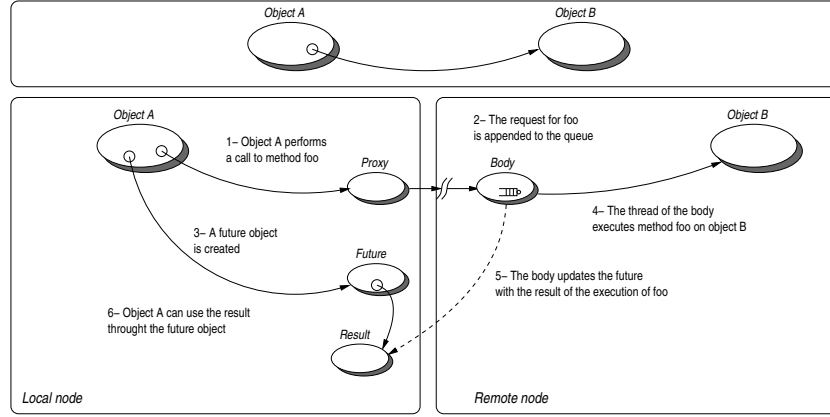 Object A
Object B
Object A
1– Object A performs
a call to method foo
Proxy
2– The request for foo
is appended to the queue
Body
Object B
3– A future object
is created
4– The thread of the body
executes method foo on object B
Future
5– The body updates the future
with the result of the execution of foo
6– Object A can use the result
throught the future object
Result
Local node
Remote node